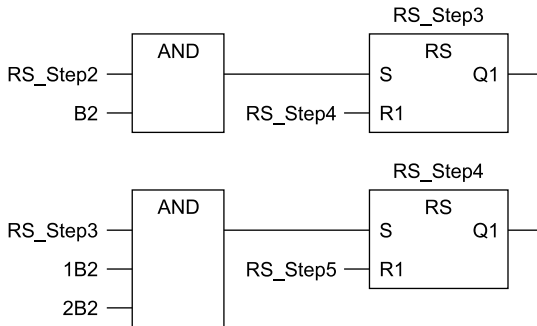 RS_Step3
AND
RS
RS_Step2
S
Q1
B2
RS_Step4
R1
RS_Step4
AND
RS
RS_Step3
S
Q1
1B2
RS_Step5
R1
2B2